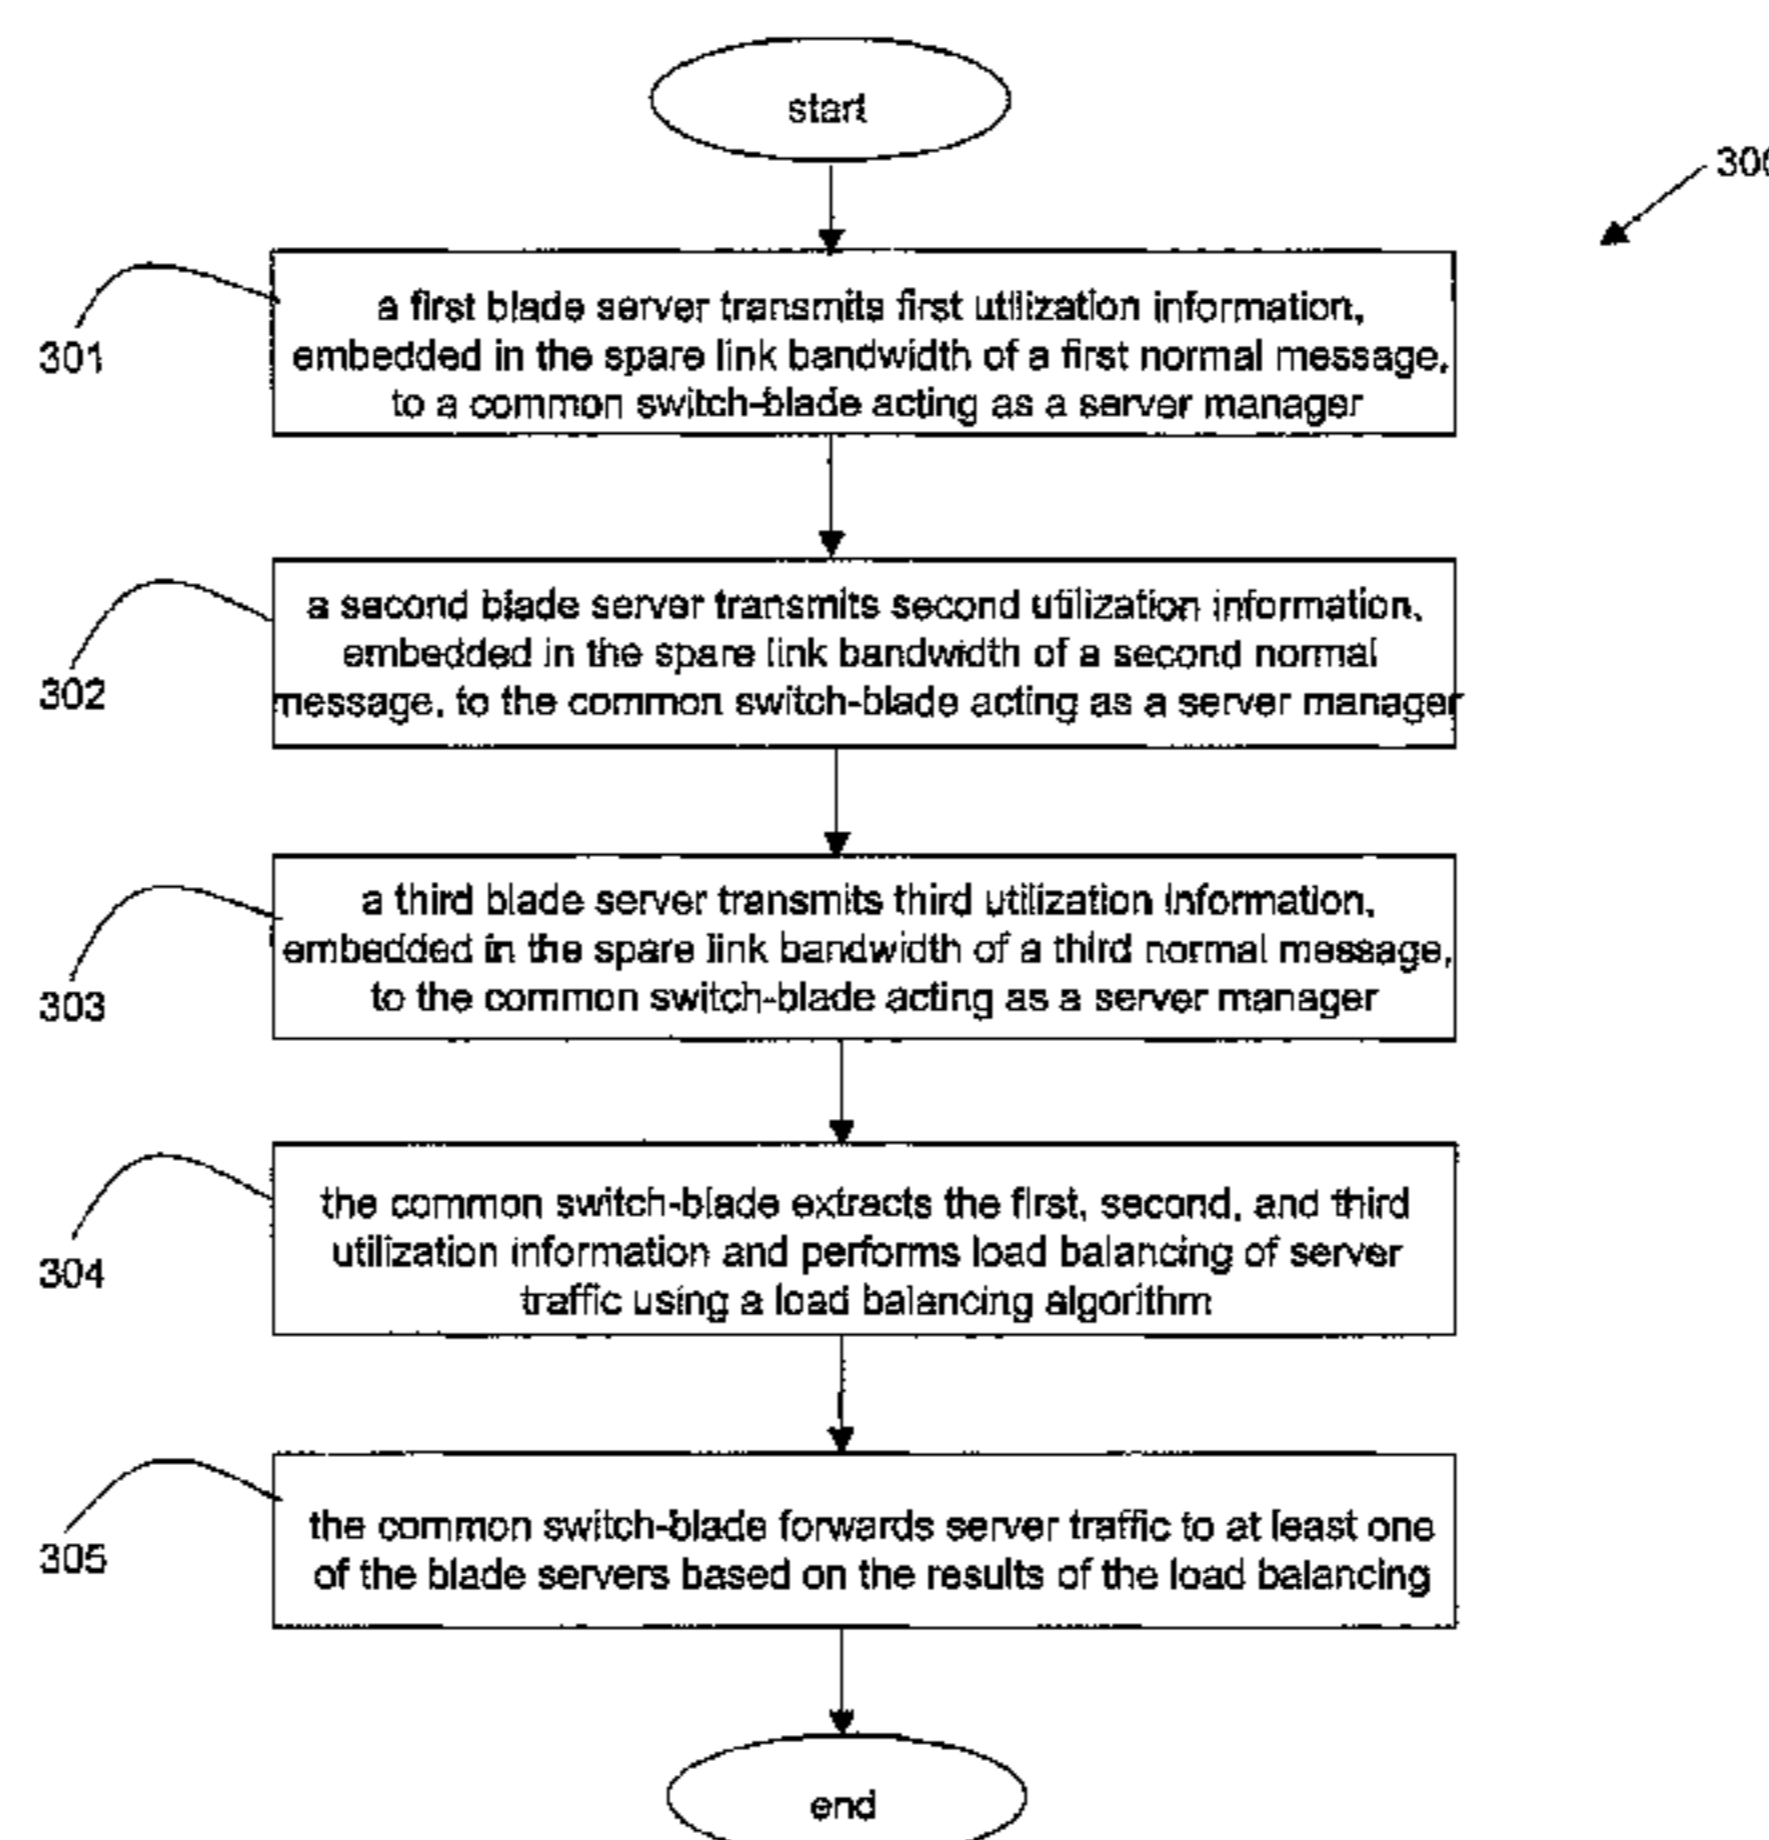 start
300
a first blade server transmits first utilization information,
embedded in the spare link bandwidth of a first normal message,
to a common switch-blade acting as a server manager
301
a second blade server transmits second utilization information,
embedded in the spare link bandwidth of a second normal
message, to the common switch-blade acting as a server manager
302
a third blade server transmits third utilization information,
embedded in the spare link bandwidth of a third normal message,
to the common switch-blade acting as a server manager
303
the common switch-blade extracts the first, second, and third
utilization information and performs load balancing of server
traffic using a load balancing algorithm
304
the common switch-blade forwards server traffic to at least one
of the blade servers based on the results of the load balancing
305
end